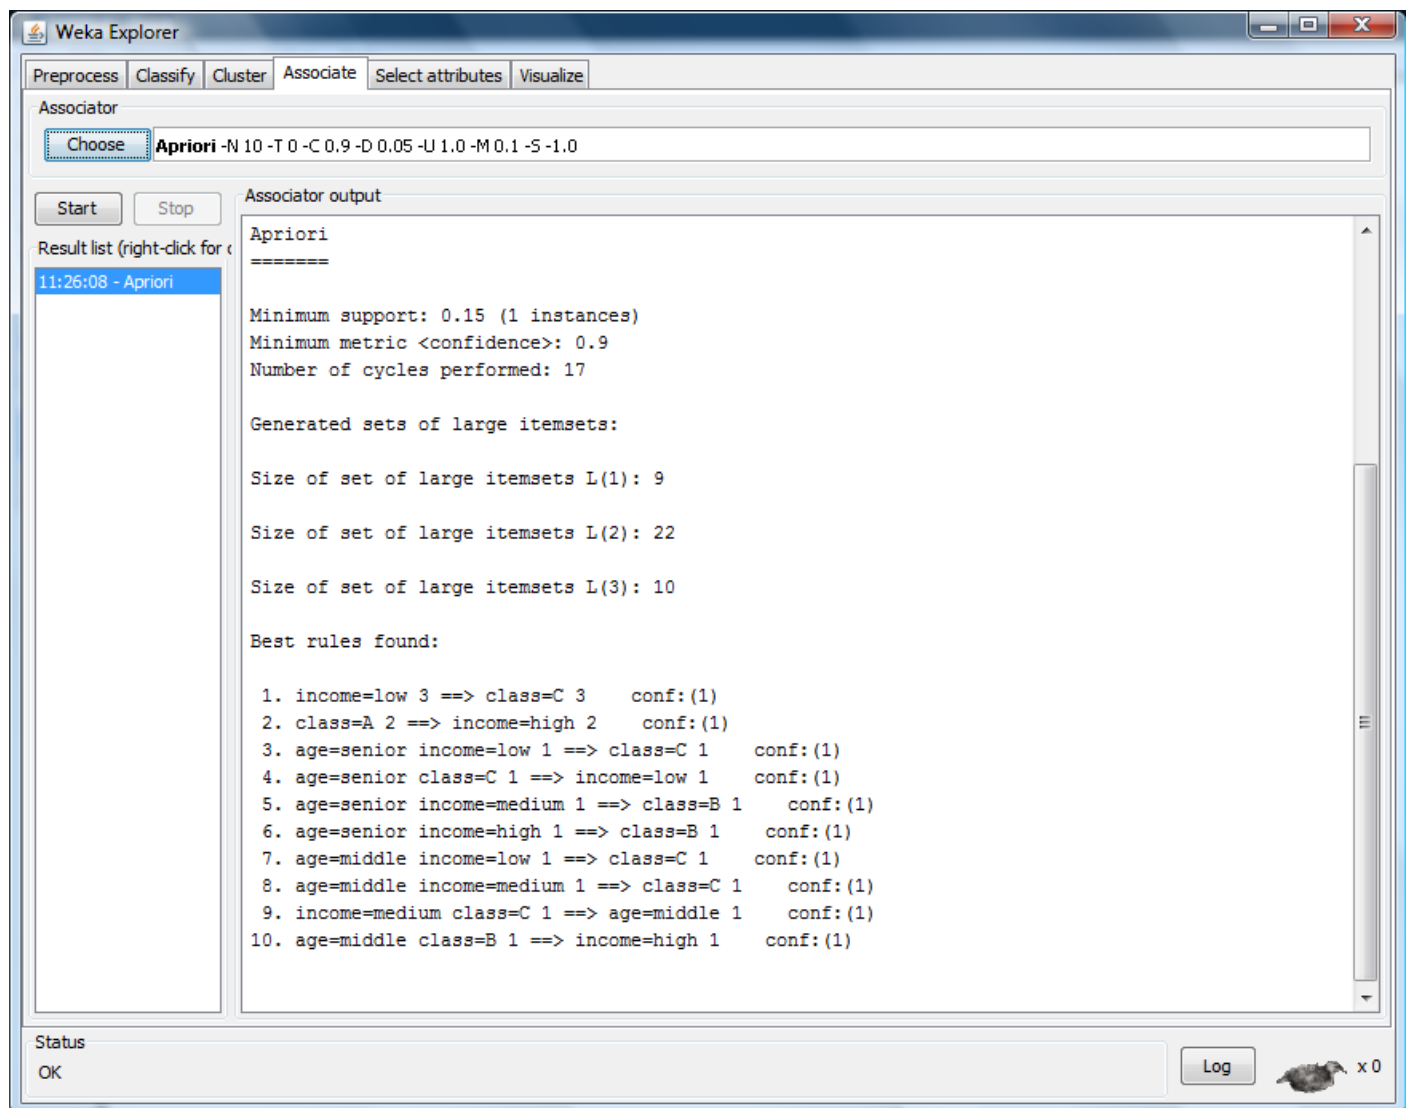 Weka Explorer
Preprocess Classify Cluster Associate Select attributes Visualize
Associator
Choose Apriori -N 10 -T 0 -C 0.9 -D 0.05 -U 1.0 -M 0.1 -S -1.0
Start Stop
Result list (right-click for
11:26:08 - Apriori
Associator output
Apriori
=======
Minimum support: 0.15 (1 instances)
Minimum metric <confidence>: 0.9
Number of cycles performed: 17
Generated sets of large itemsets:
Size of set of large itemsets L(1): 9
Size of set of large itemsets L(2): 22
Size of set of large itemsets L(3): 10
Best rules found:
1. income=low 3 ==> class=C 3    conf:(1)
2. class=A 2 ==> income=high 2    conf:(1)
3. age=senior income=low 1 ==> class=C 1    conf:(1)
4. age=senior class=C 1 ==> income=low 1    conf:(1)
5. age=senior income=medium 1 ==> class=B 1    conf:(1)
6. age=senior income=high 1 ==> class=B 1    conf:(1)
7. age=middle income=low 1 ==> class=C 1    conf:(1)
8. age=middle income=medium 1 ==> class=C 1    conf:(1)
9. income=medium class=C 1 ==> age=middle 1    conf:(1)
10. age=middle class=B 1 ==> income=high 1    conf:(1)
Status
OK
Log
x 0